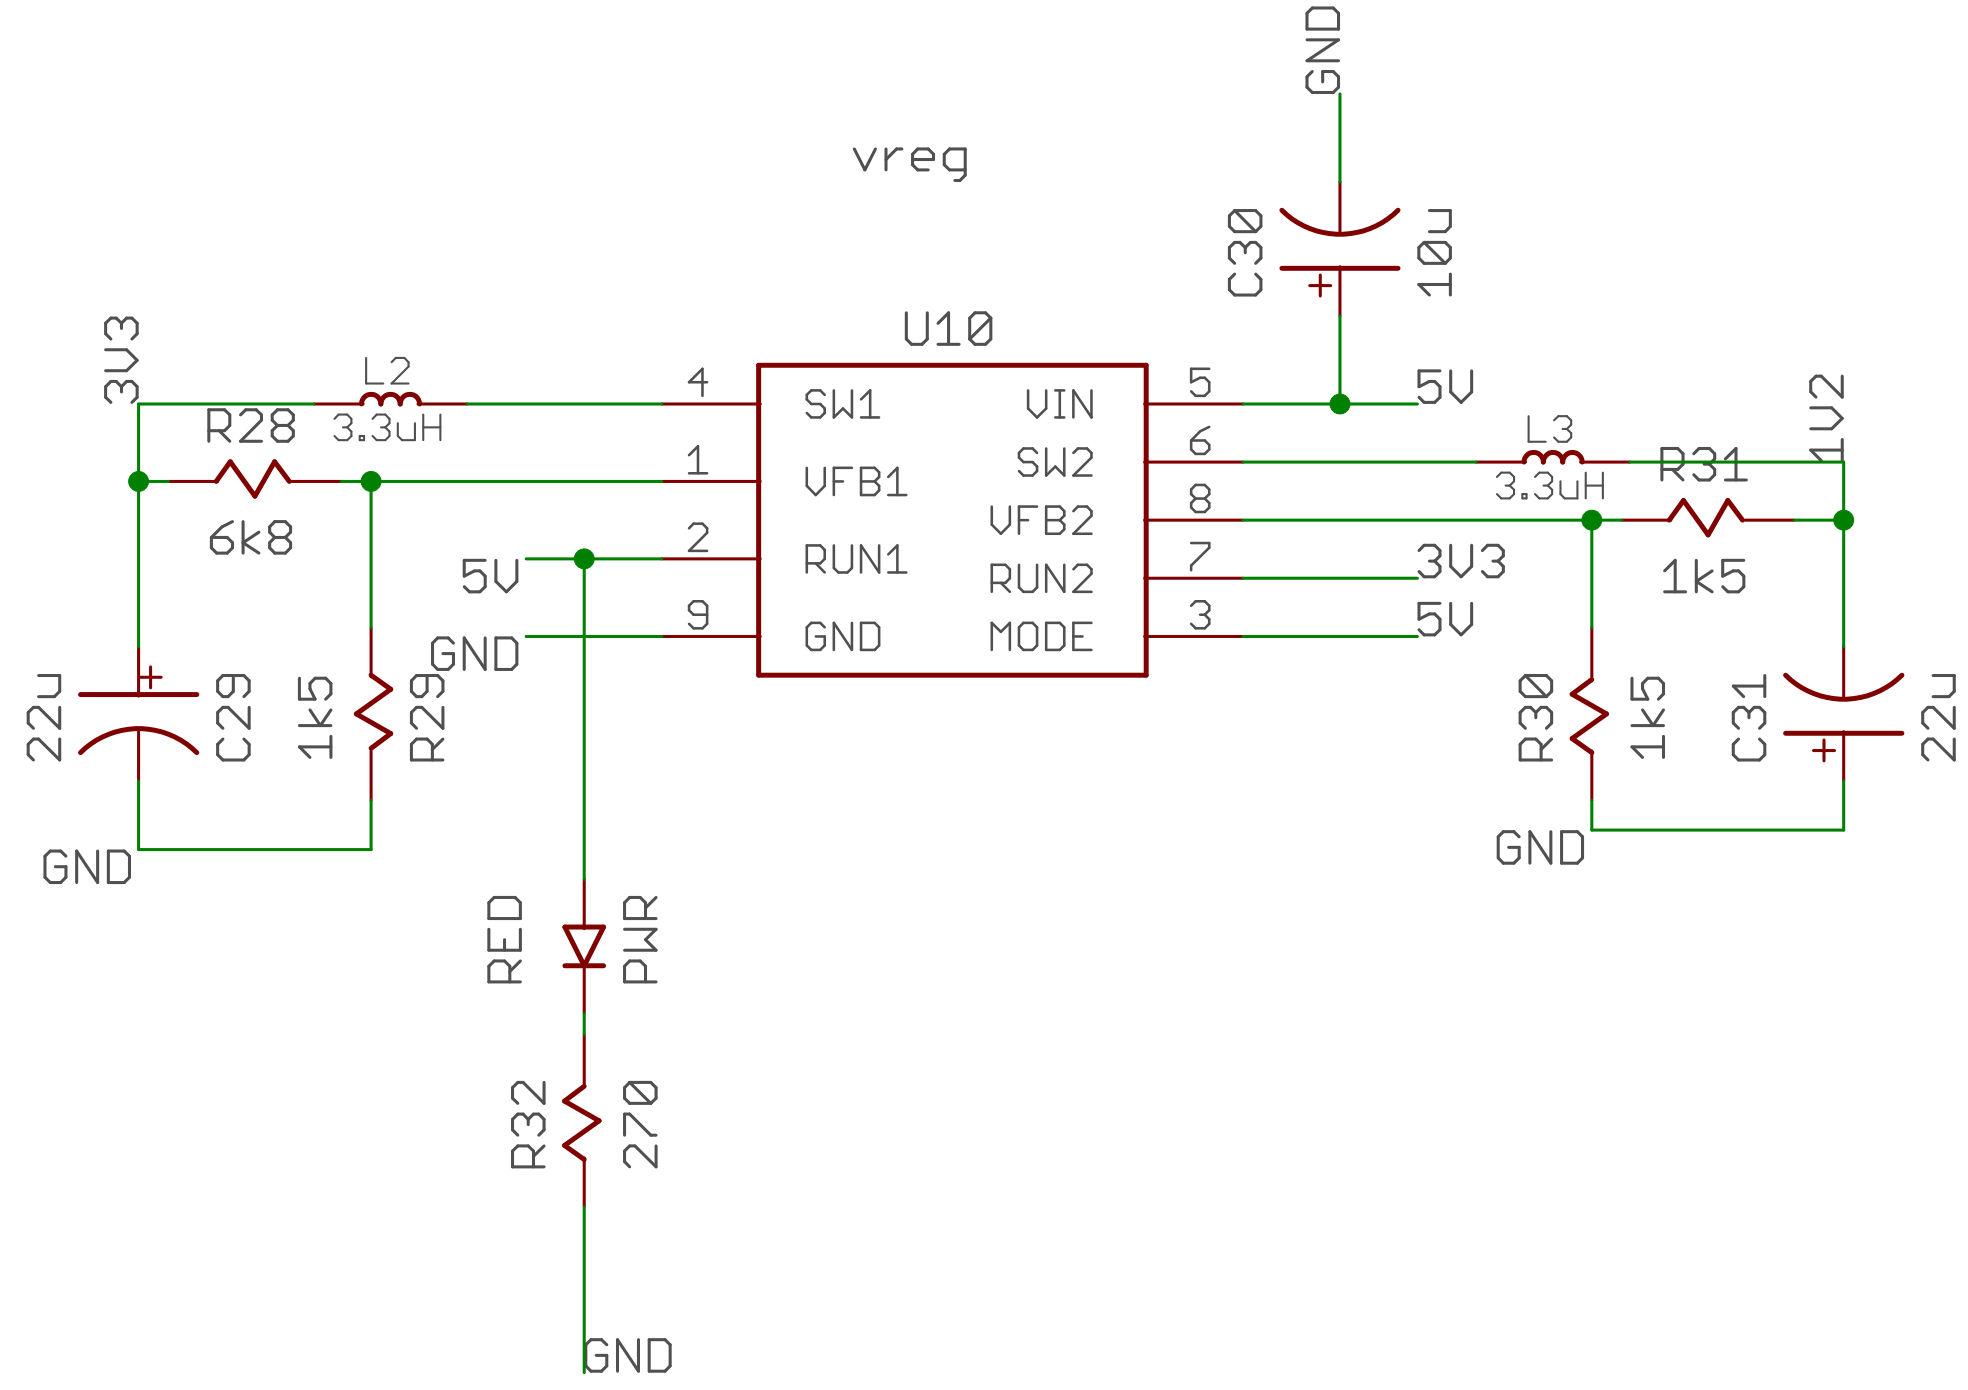 GND
vreg
C30
10u
U10
3V3
L2
4
SW1
VIN
5
5V
1V2
R28
3.3uH
6
SW2
L3
1
VFB1
R31
3.3uH
6k8
8
VFB2
2
RUN1
RUN2
7
3V3
1k5
5V
9
GND
MODE
3
5V
GND
22u
C29
1k5
R29
R30
1k5
C31
22u
GND
GND
RED
PWR
R32
270
GND